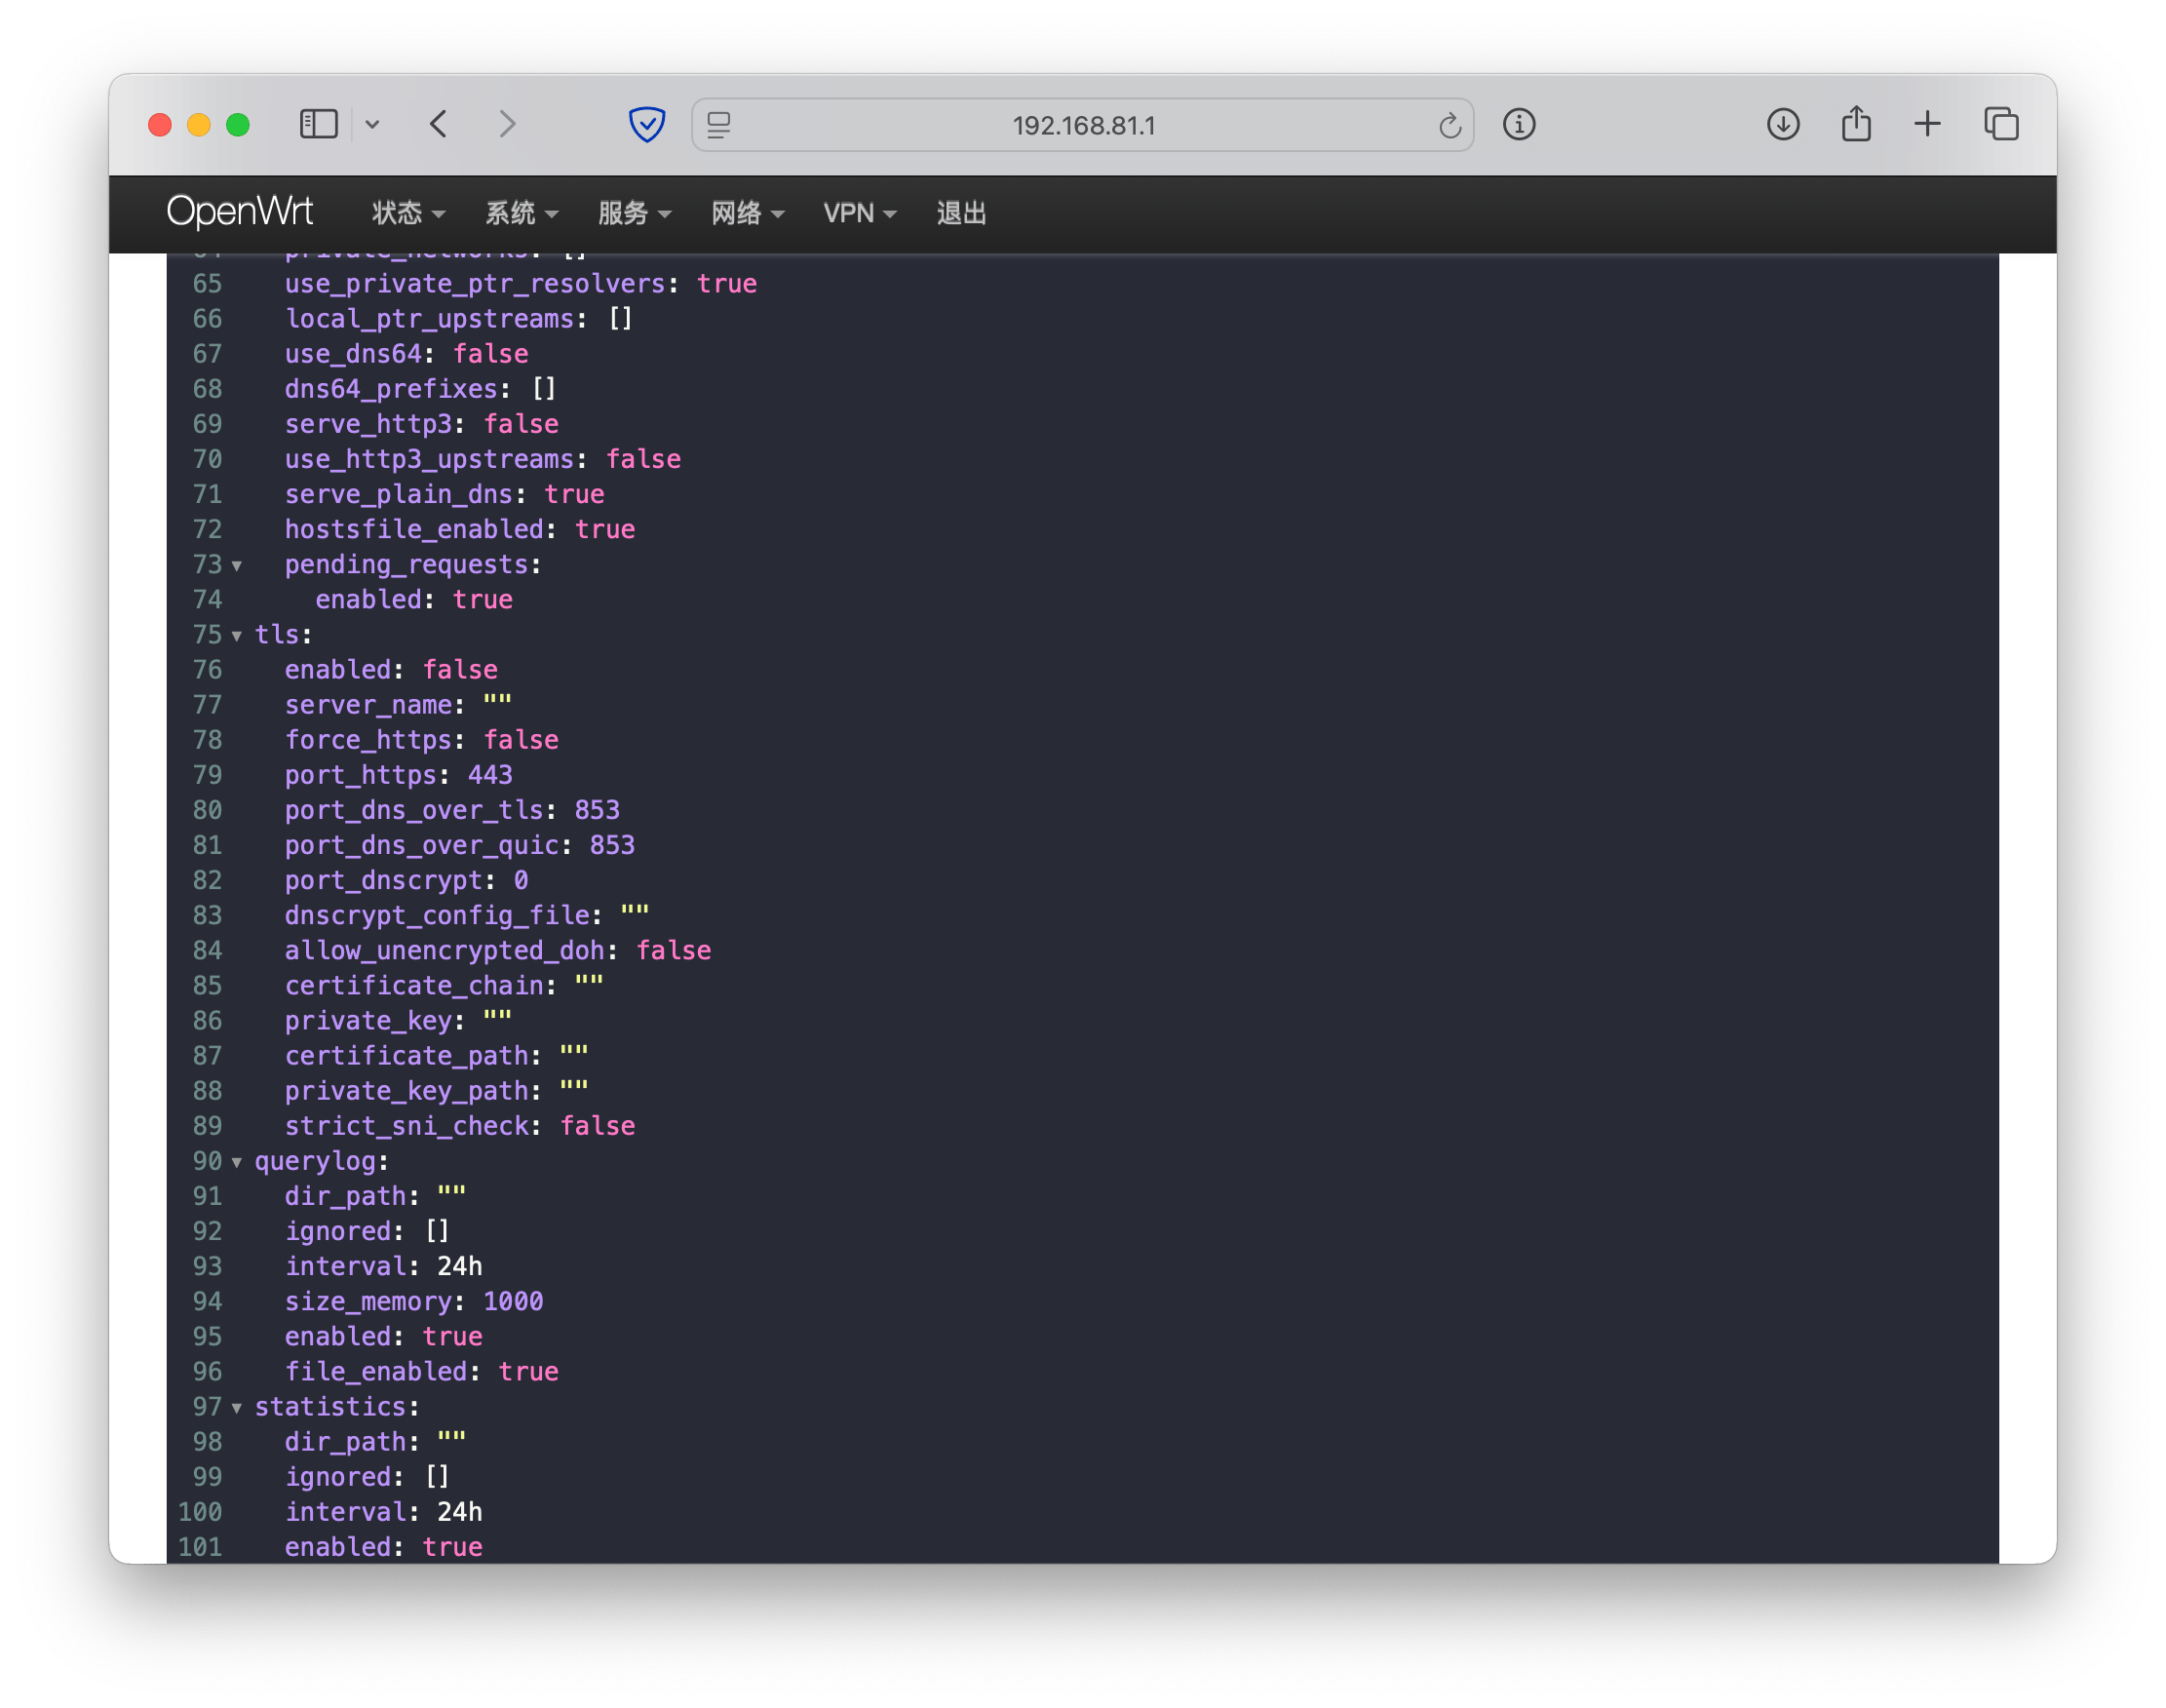 192.168.81.1
OpenWrt 状态 系统 服务 网络 VPN 退出
65 use_private_ptr_resolvers: true
66 local_ptr_upstreams: []
67 use_dns64: false
68 dns64_prefixes: []
69 serve_http3: false
70 use_http3_upstreams: false
71 serve_plain_dns: true
72 hostsfile_enabled: true
73 pending_requests:
74 enabled: true
75 tls:
76 enabled: false
77 server_name: ""
78 force_https: false
79 port_https: 443
80 port_dns_over_tls: 853
81 port_dns_over_quic: 853
82 port_dnscrypt: 0
83 dnscrypt_config_file: ""
84 allow_unencrypted_doh: false
85 certificate_chain: ""
86 private_key: ""
87 certificate_path: ""
88 private_key_path: ""
89 strict_sni_check: false
90 querylog:
91 dir_path: ""
92 ignored: []
93 interval: 24h
94 size_memory: 1000
95 enabled: true
96 file_enabled: true
97 statistics:
98 dir_path: ""
99 ignored: []
100 interval: 24h
101 enabled: true